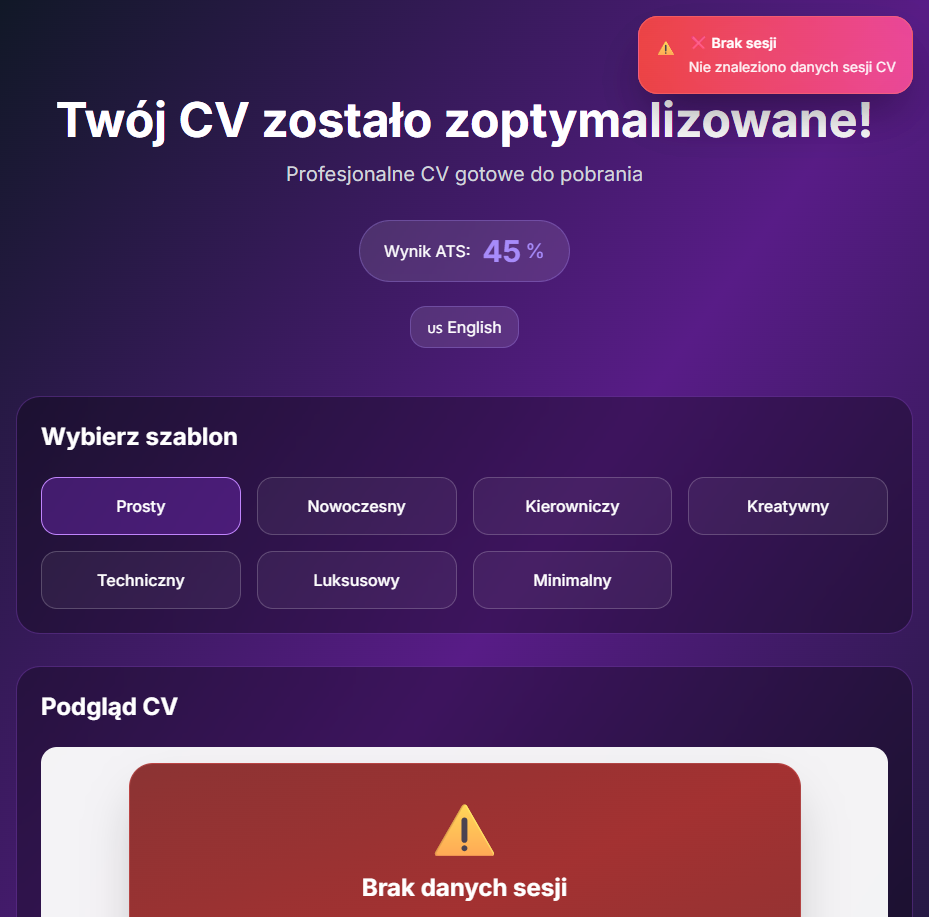 ❌ Brak sesji
Nie znaleziono danych sesji CV
Twój CV zostało zoptymalizowane!
Profesjonalne CV gotowe do pobrania
Wynik ATS: 45 %
US English
Wybierz szablon
Prosty
Nowoczesny
Kierowniczy
Kreatywny
Techniczny
Luksusowy
Minimalny
Podgląd CV
Brak danych sesji